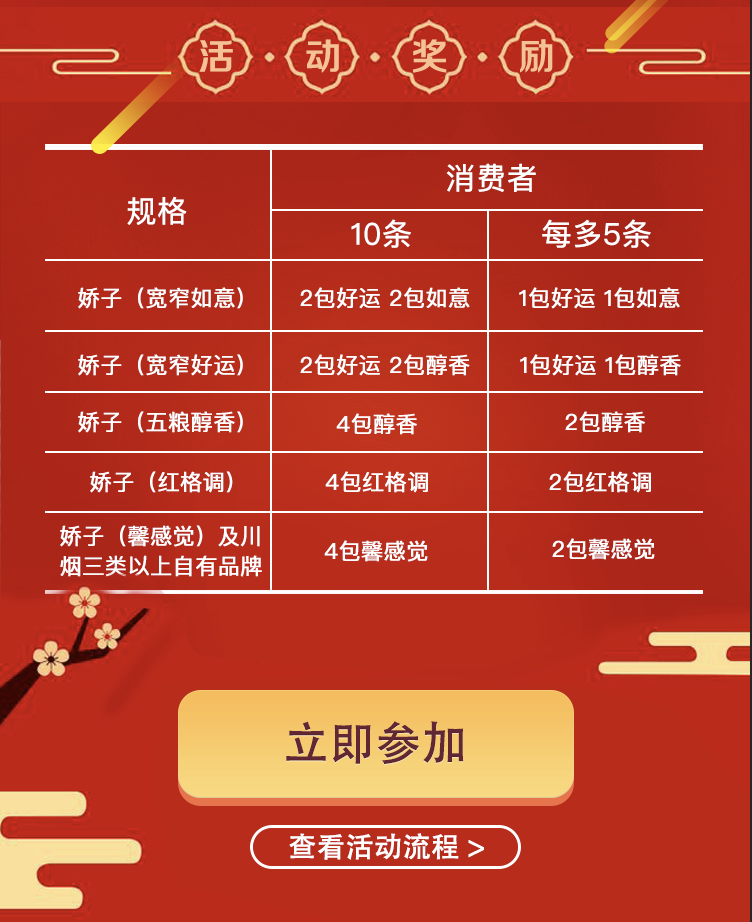 活·动·奖·励
规格
消费者
10条
每多5条
娇子（宽窄如意）
2包好运 2包如意
1包好运 1包如意
娇子（宽窄好运）
2包好运 2包醇香
1包好运 1包醇香
娇子（五粮醇香）
4包醇香
2包醇香
娇子（红格调）
4包红格调
2包红格调
娇子（馨感觉）及川
烟三类以上自有品牌
4包馨感觉
2包馨感觉
立即参加
查看活动流程 >